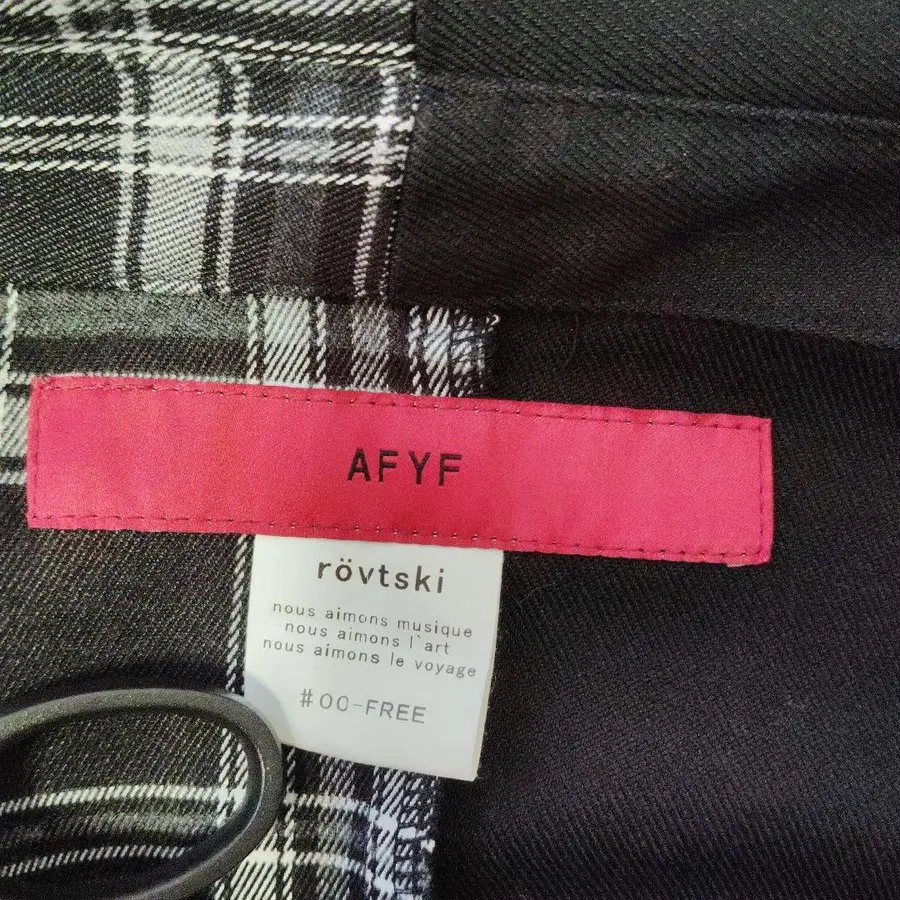 AFYF
rövtski
nous aimons musique
nous aimons l`art
nous aimons le voyage
#00-FREE